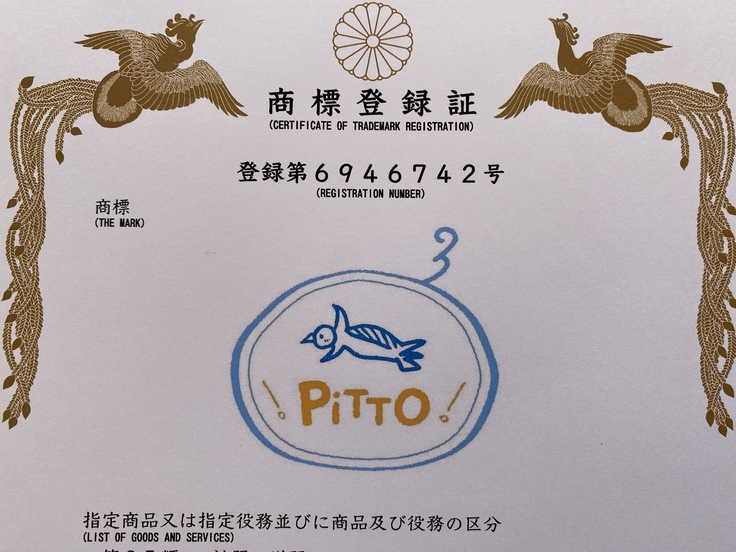 商標登録証
(CERTIFICATE OF TRADEMARK REGISTRATION)
登録第6946742号
(REGISTRATION NUMBER)
商標
(THE MARK)
PiTTO
指定商品又は指定役務並びに商品及び役務の区分
(LIST OF GOODS AND SERVICES)